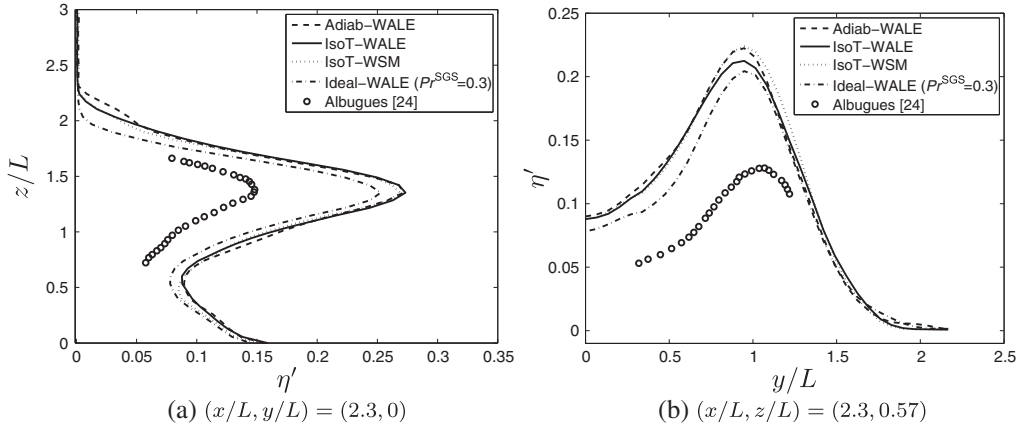 Adiab−WALE
IsoT−WALE
IsoT−WSM
Ideal−WALE (Pr^SGS=0.3)
Albugues [24]
3
2.5
2
1.5
1
0.5
0
z/L
0
0.05
0.1
0.15
0.2
0.25
0.3
0.35
η′
(a) (x/L, y/L) = (2.3, 0)
Adiab−WALE
IsoT−WALE
IsoT−WSM
Ideal−WALE (Pr^SGS=0.3)
Albugues [24]
0.25
0.2
0.15
0.1
0.05
0
η′
0
0.5
1
1.5
2
2.5
y/L
(b) (x/L, z/L) = (2.3, 0.57)